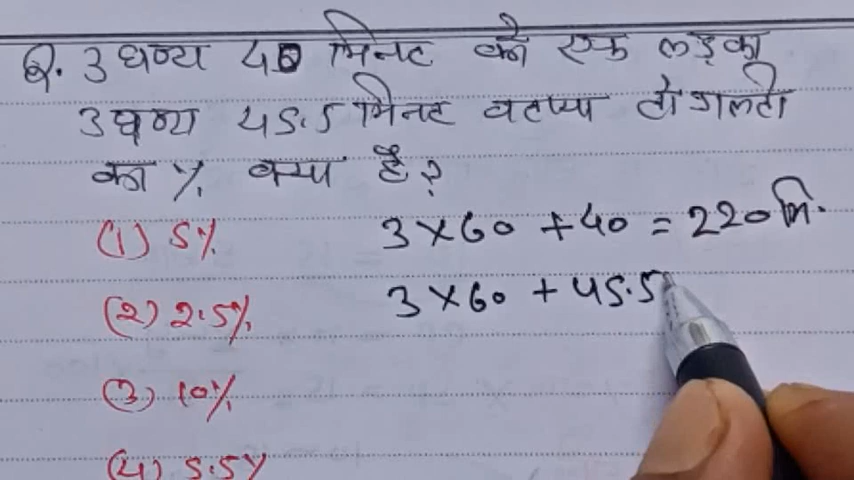 Q. 3 घण्टा 40 मिनट को एक लड़का
3 घण्टा 45.5 मिनट बताया तो गलती
का % क्या है?
(1) 5%
3 × 60 + 40 = 220 मि.
(2) 2.5%
3 × 60 + 45.5
(3) 10%
(4) 5.5%